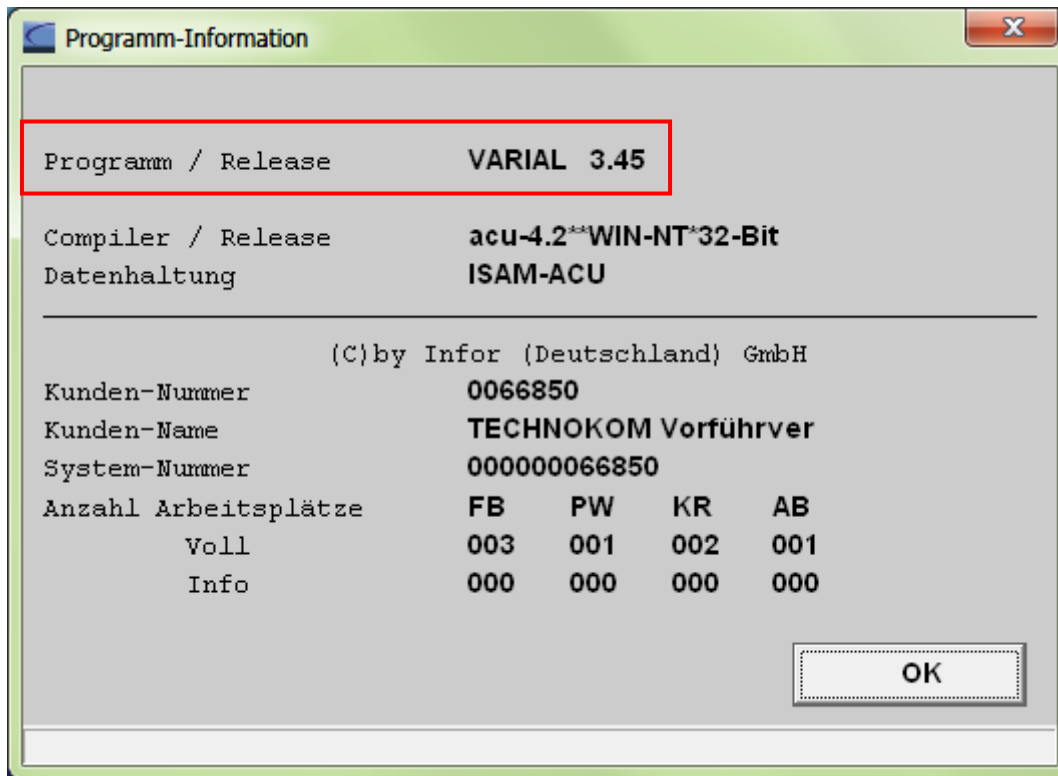 Programm-Information
Programm / Release VARIAL 3.45
Compiler / Release acu-4.2**WIN-NT*32-Bit
Datenhaltung ISAM-ACU
(C)by Infor (Deutschland) GmbH
Kunden-Nummer 0066850
Kunden-Name TECHNOKOM Vorführver
System-Nummer 000000066850
Anzahl Arbeitsplätze FB PW KR AB
Voll 003 001 002 001
Info 000 000 000 000
OK